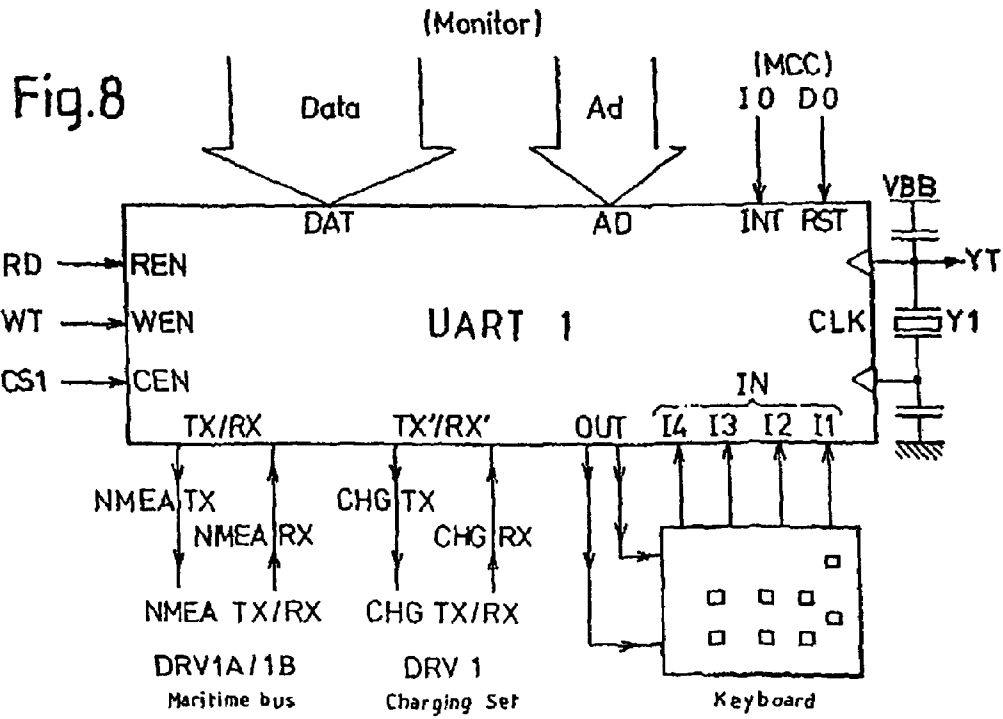 (Monitor)
Fig.8
Data
Ad
(MCC)
I0 D0
VBB
DAT
AD
INT RST
YT
RD
REN
WT
WEN
UART 1
CLK
Y1
CS1
CEN
IN
TX/RX
TX'/RX'
OUT
I4 I3 I2 I1
NMEA TX
NMEA RX
CHG TX
CHG RX
NMEA TX/RX
CHG TX/RX
DRV1A/1B
DRV 1
Maritime bus
Charging Set
Keyboard